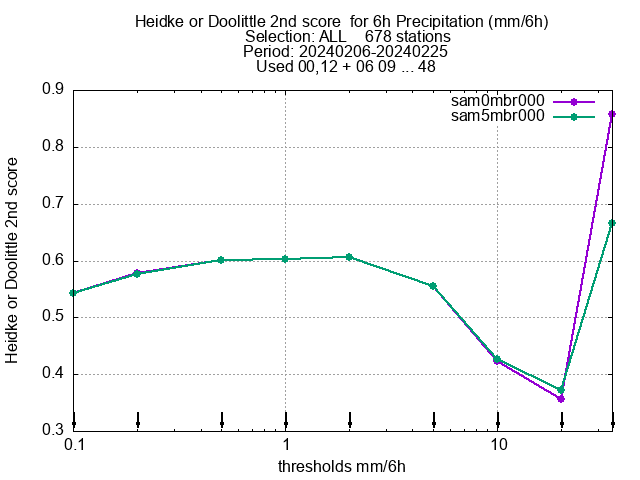 Heidke or Doolittle 2nd score  for 6h Precipitation (mm/6h)
Selection: ALL    678 stations
Period: 20240206-20240225
Used 00,12 + 06 09 ... 48
sam0mbr000
sam5mbr000
0.9
0.8
0.7
0.6
0.5
0.4
0.3
Heidke or Doolittle 2nd score
0.1 1 10
thresholds mm/6h